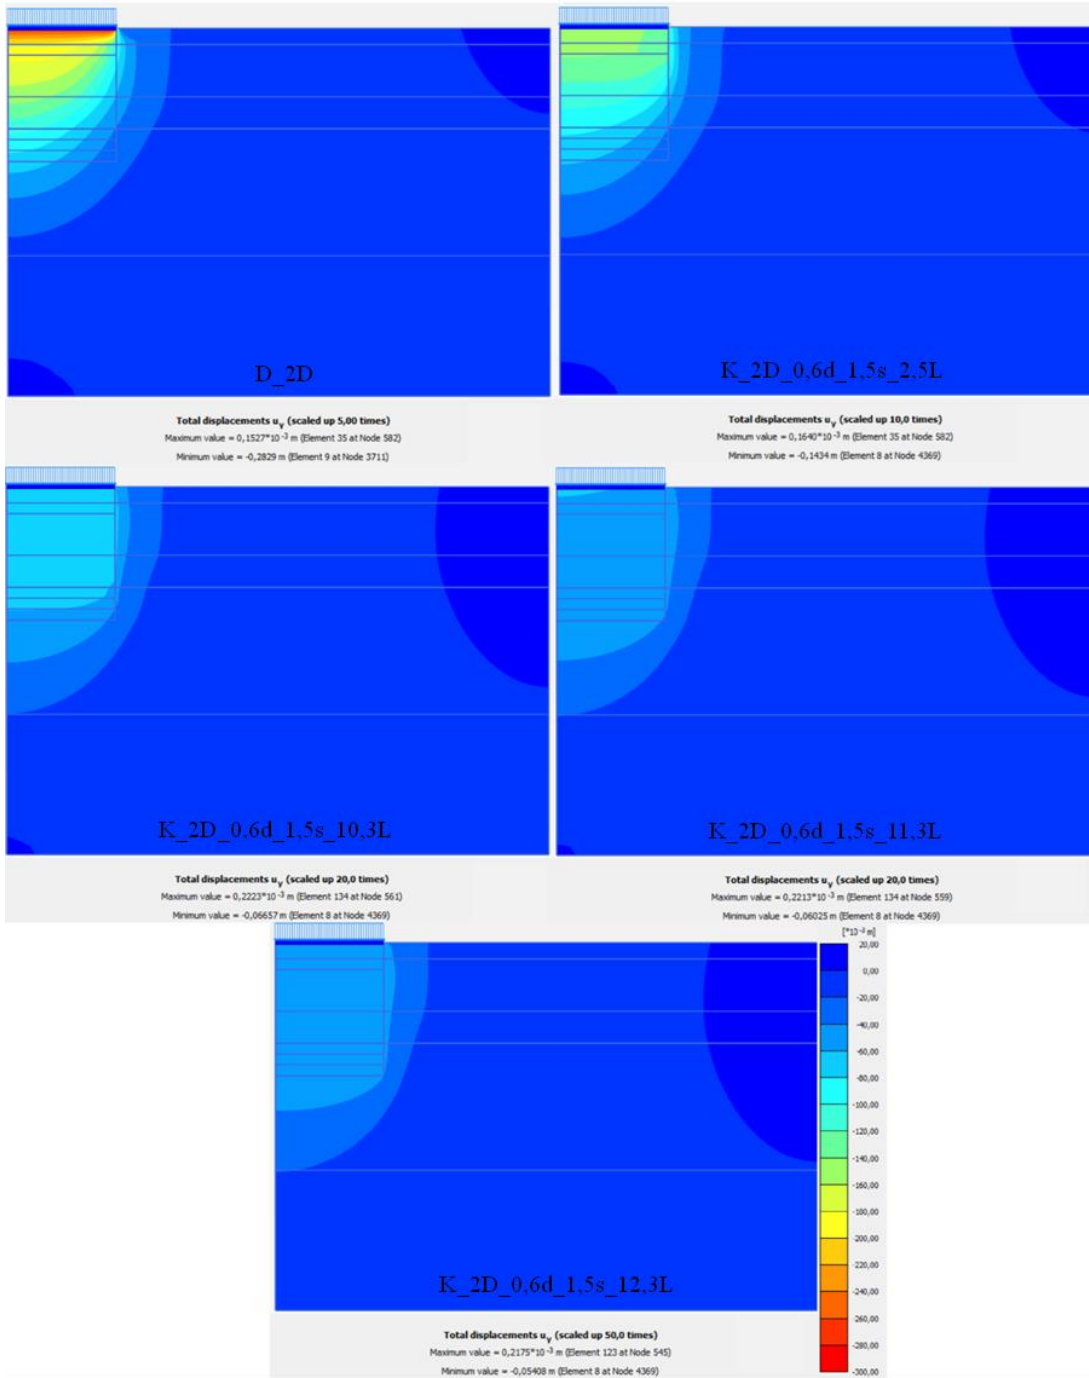 D_2D
Total displacements uy (scaled up 5,00 times)
Maximum value = 0,1527*10-3 m (Element 35 at Node 582)
Minimum value = -0,2829 m (Element 9 at Node 3711)
K_2D_0,6d_1,5s_2,5L
Total displacements uy (scaled up 10,0 times)
Maximum value = 0,1640*10-3 m (Element 35 at Node 582)
Minimum value = -0,1434 m (Element 8 at Node 4369)
K_2D_0,6d_1,5s_10,3L
Total displacements uy (scaled up 20,0 times)
Maximum value = 0,2223*10-3 m (Element 134 at Node 561)
Minimum value = -0,06657 m (Element 8 at Node 4369)
K_2D_0,6d_1,5s_11,3L
Total displacements uy (scaled up 20,0 times)
Maximum value = 0,2213*10-3 m (Element 134 at Node 559)
Minimum value = -0,06025 m (Element 8 at Node 4369)
K_2D_0,6d_1,5s_12,3L
Total displacements uy (scaled up 50,0 times)
Maximum value = 0,2175*10-3 m (Element 123 at Node 545)
Minimum value = -0,05408 m (Element 8 at Node 4369)
[*10-3 m]
20,00
0,00
-20,00
-40,00
-60,00
-80,00
-100,00
-120,00
-140,00
-160,00
-180,00
-200,00
-220,00
-240,00
-260,00
-280,00
-300,00